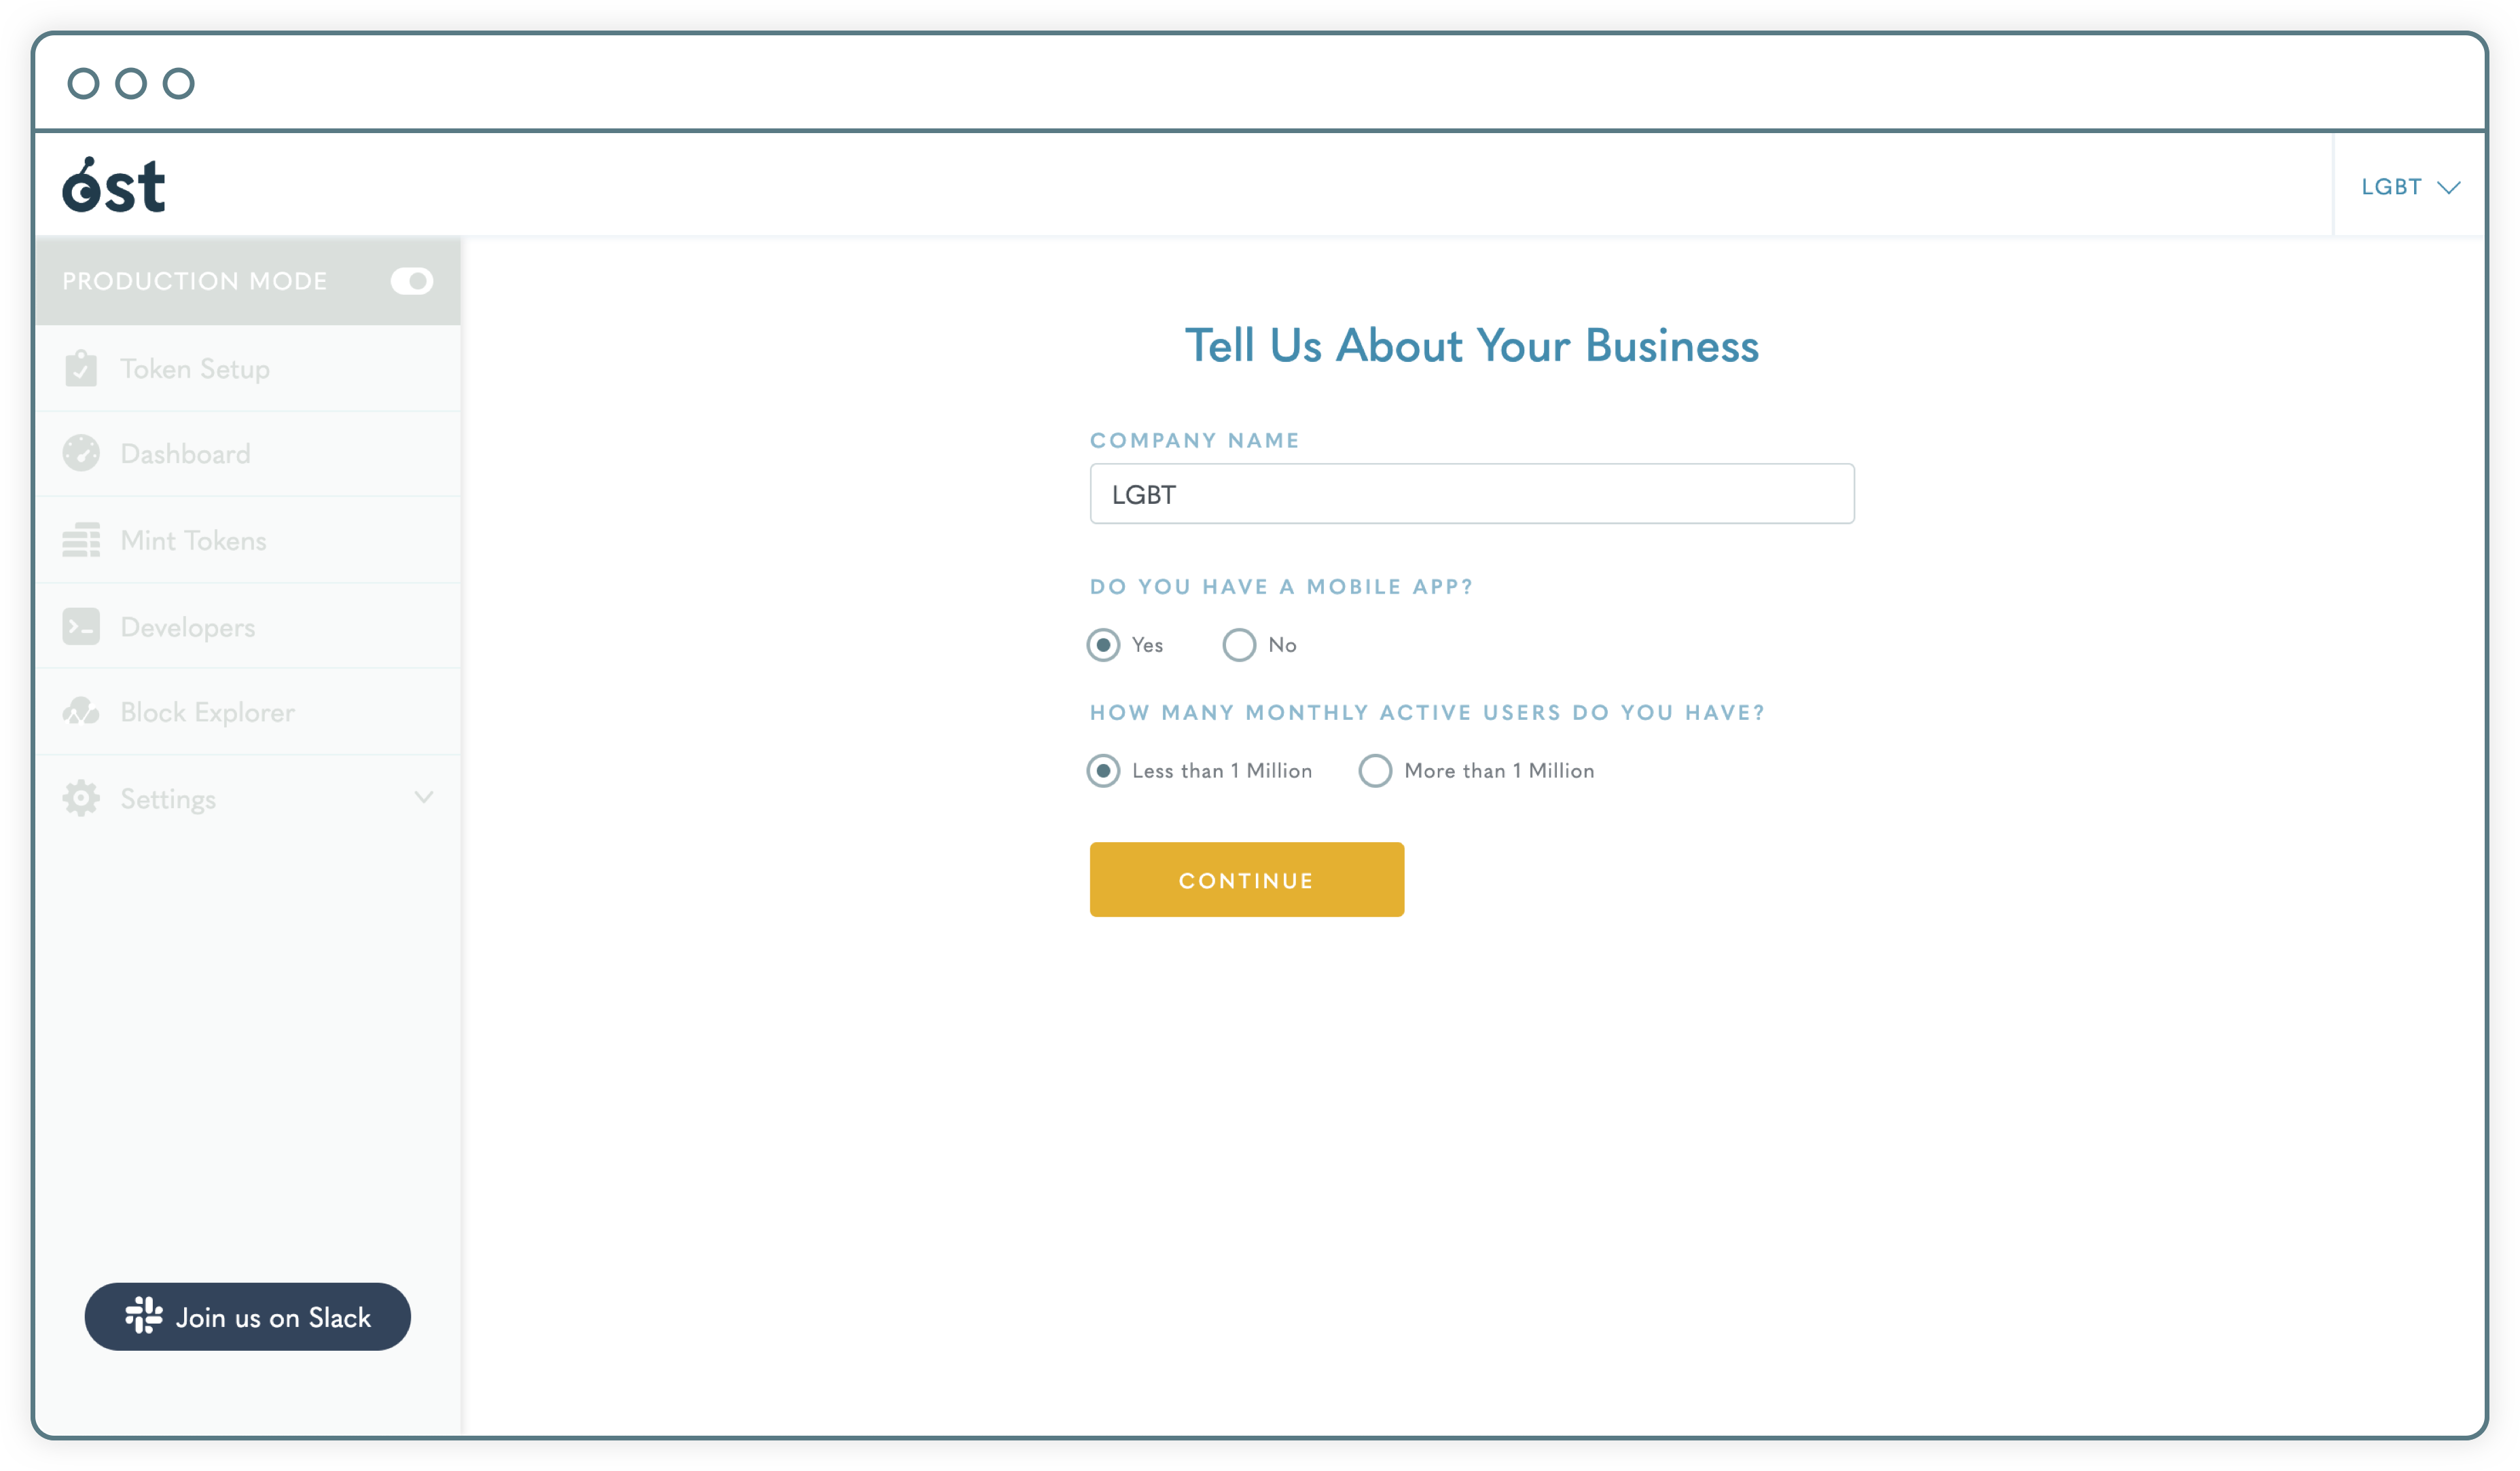 ost
LGBT
PRODUCTION MODE
Token Setup
Dashboard
Mint Tokens
Developers
Block Explorer
Settings
Join us on Slack
Tell Us About Your Business
COMPANY NAME
LGBT
DO YOU HAVE A MOBILE APP?
Yes No
HOW MANY MONTHLY ACTIVE USERS DO YOU HAVE?
Less than 1 Million More than 1 Million
CONTINUE